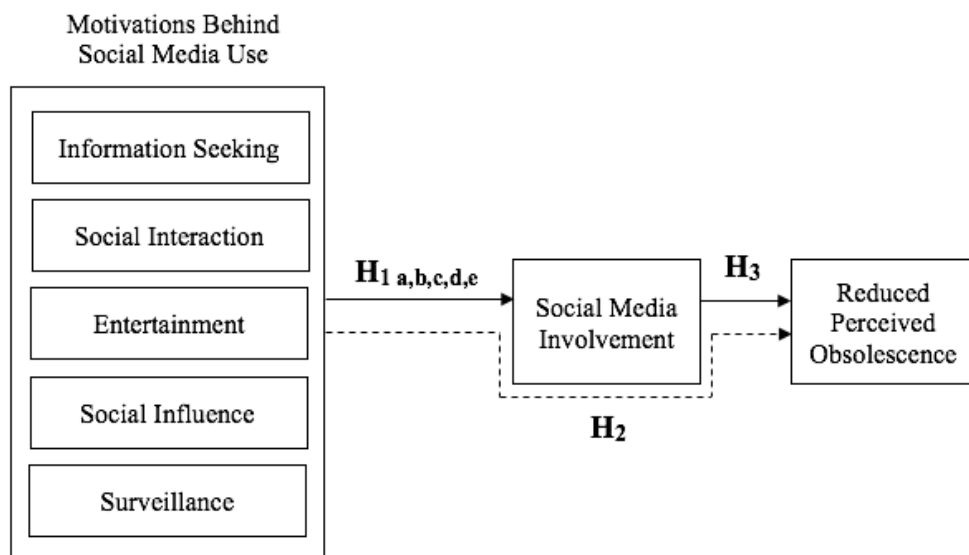 Motivations Behind
Social Media Use
Information Seeking
Social Interaction
Entertainment
Social Influence
Surveillance
H1 a,b,c,d,e
Social Media
Involvement
H2
H3
Reduced
Perceived
Obsolescence